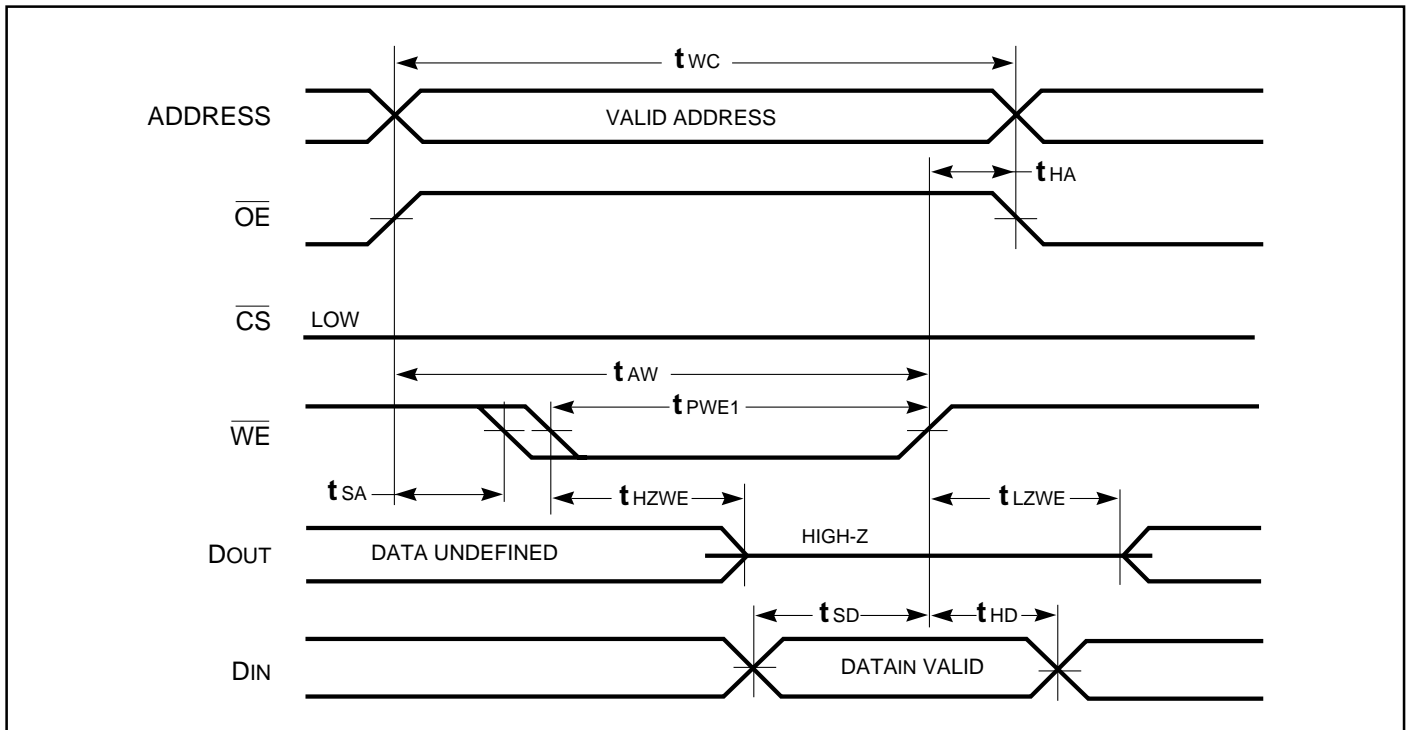 tWC
ADDRESS
VALID ADDRESS
tHA
OE
CS
LOW
tAW
tPWE1
WE
tSA
tHZWE
tLZWE
DOUT
DATA UNDEFINED
HIGH-Z
tSD
tHD
DIN
DATAIN VALID